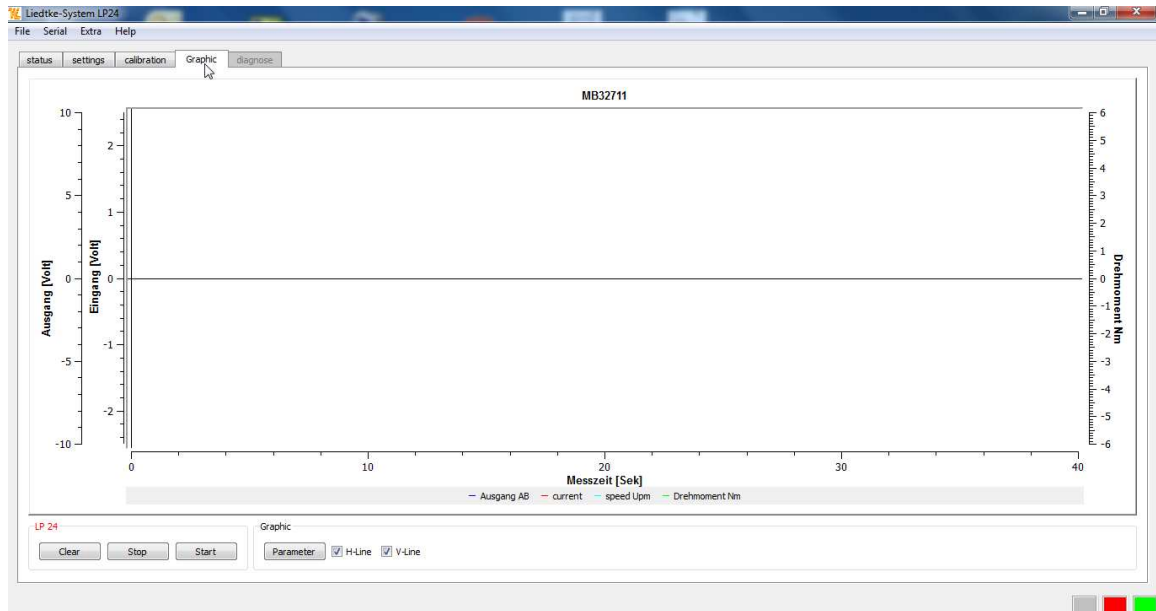 Liedtke-System LP24
File Serial Extra Help
status settings calibration Graphic diagnose
MB32711
Ausgang [Volt]
10
5
0
-5
-10
Eingang [Volt]
2
1
0
-1
-2
6
5
4
3
2
1
0
-1
-2
-3
-4
-5
-6
Drehmoment Nm
0 10 20 30 40
Messzeit [Sek]
Ausgang AB current speed Upm Drehmoment Nm
LP 24
Clear Stop Start
Graphic
Parameter H-Line V-Line